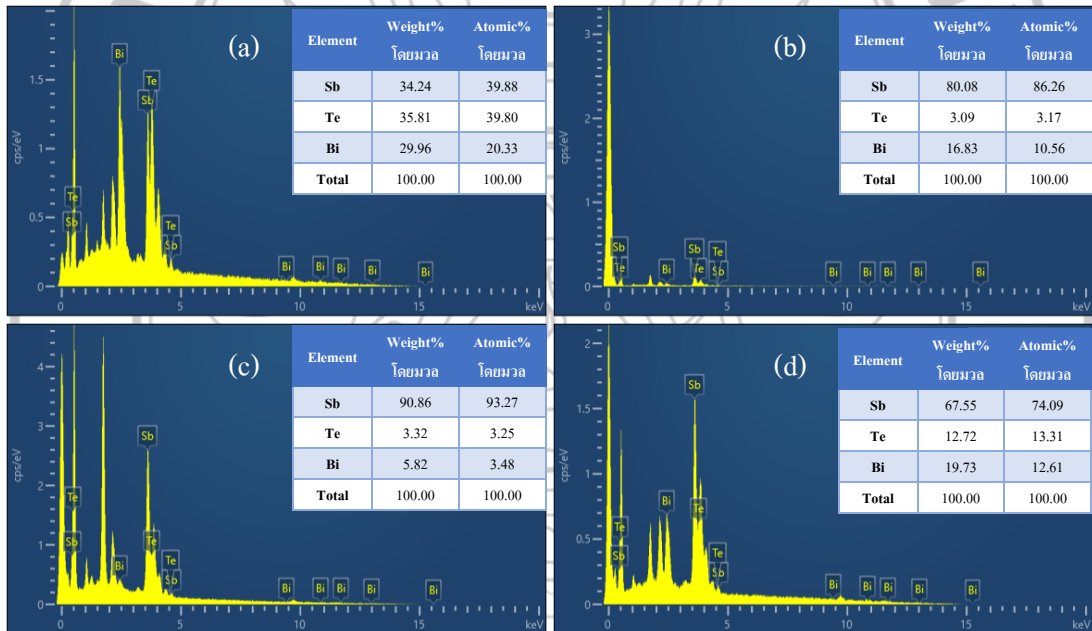 (a)
Element Weight% Atomic%
โดยมวล โดยมวล
Sb 34.24 39.88
Te 35.81 39.80
Bi 29.96 20.33
Total 100.00 100.00
1.5
1
0.5
0
cps/eV
Te
Sb
Bi
Te
Sb
Te
Sb
Bi
Bi
Bi
Bi
Bi
0 5 10 15 keV
(b)
Element Weight% Atomic%
โดยมวล โดยมวล
Sb 80.08 86.26
Te 3.09 3.17
Bi 16.83 10.56
Total 100.00 100.00
3
2
1
0
cps/eV
Sb
Te
Bi
Sb
Te
Te
Sb
Bi
Bi
Bi
Bi
Bi
0 5 10 15 keV
(c)
Element Weight% Atomic%
โดยมวล โดยมวล
Sb 90.86 93.27
Te 3.32 3.25
Bi 5.82 3.48
Total 100.00 100.00
4
3
2
1
0
cps/eV
Te
Sb
Bi
Sb
Te
Te
Sb
Bi
Bi
Bi
Bi
Bi
0 5 10 15 keV
(d)
Element Weight% Atomic%
โดยมวล โดยมวล
Sb 67.55 74.09
Te 12.72 13.31
Bi 19.73 12.61
Total 100.00 100.00
2
1.5
1
0.5
0
cps/eV
Te
Sb
Bi
Sb
Te
Te
Sb
Bi
Bi
Bi
Bi
Bi
0 5 10 15 keV